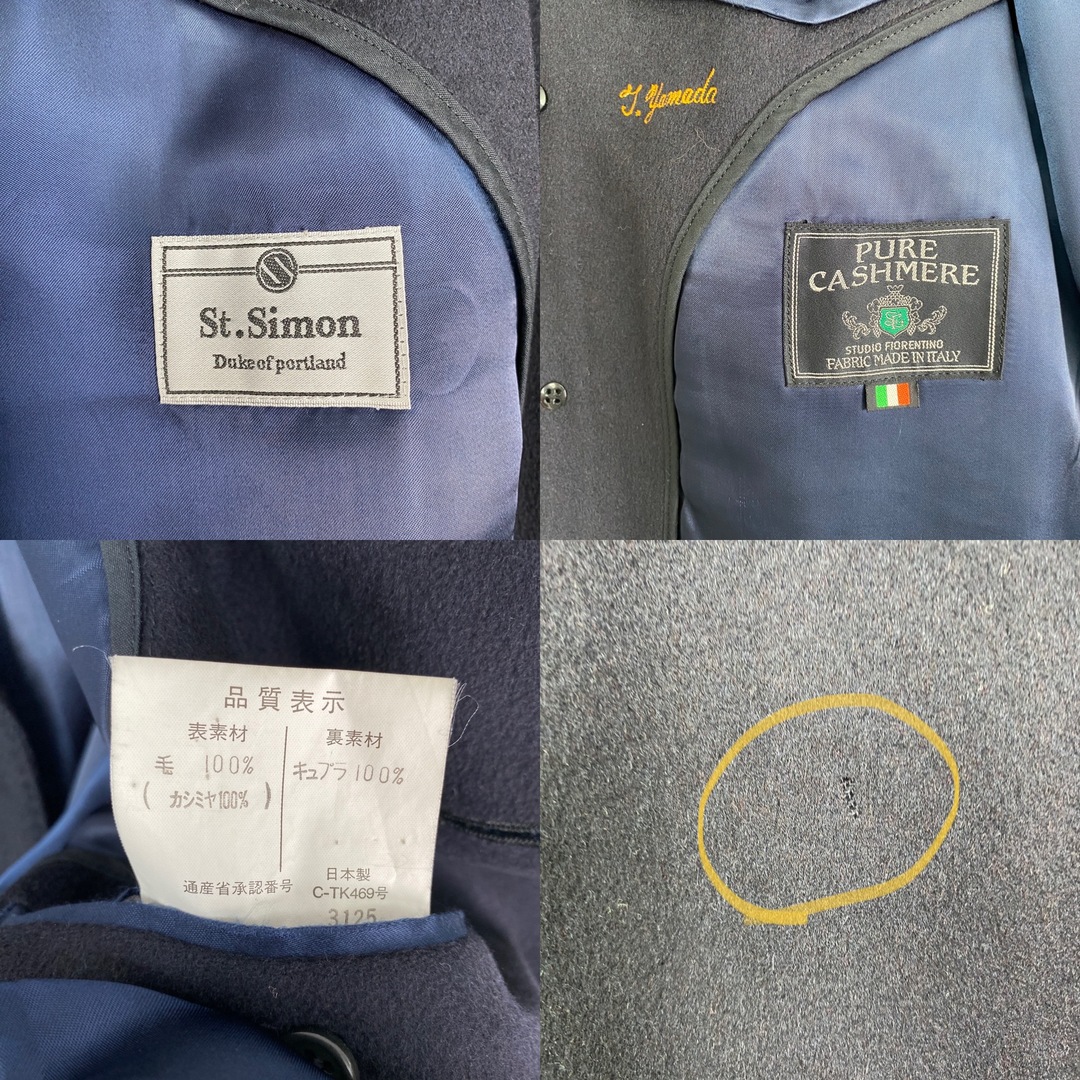 St.Simon
Duke of portland
T. Yamada
PURE
CASHMERE
STUDIO FIORENTINO
FABRIC MADE IN ITALY
品質表示
表素材
毛 100%
(カシミヤ100%)
裏素材
キュプラ100%
日本製
通産省承認番号 C-TK469号
3125